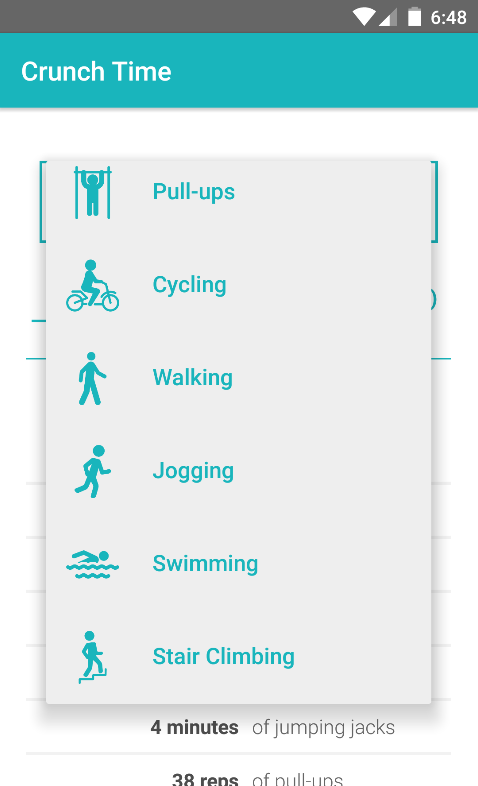 6:48
Crunch Time
Pull-ups
Cycling
Walking
Jogging
Swimming
Stair Climbing
4 minutes of jumping jacks
38 reps of pull-ups